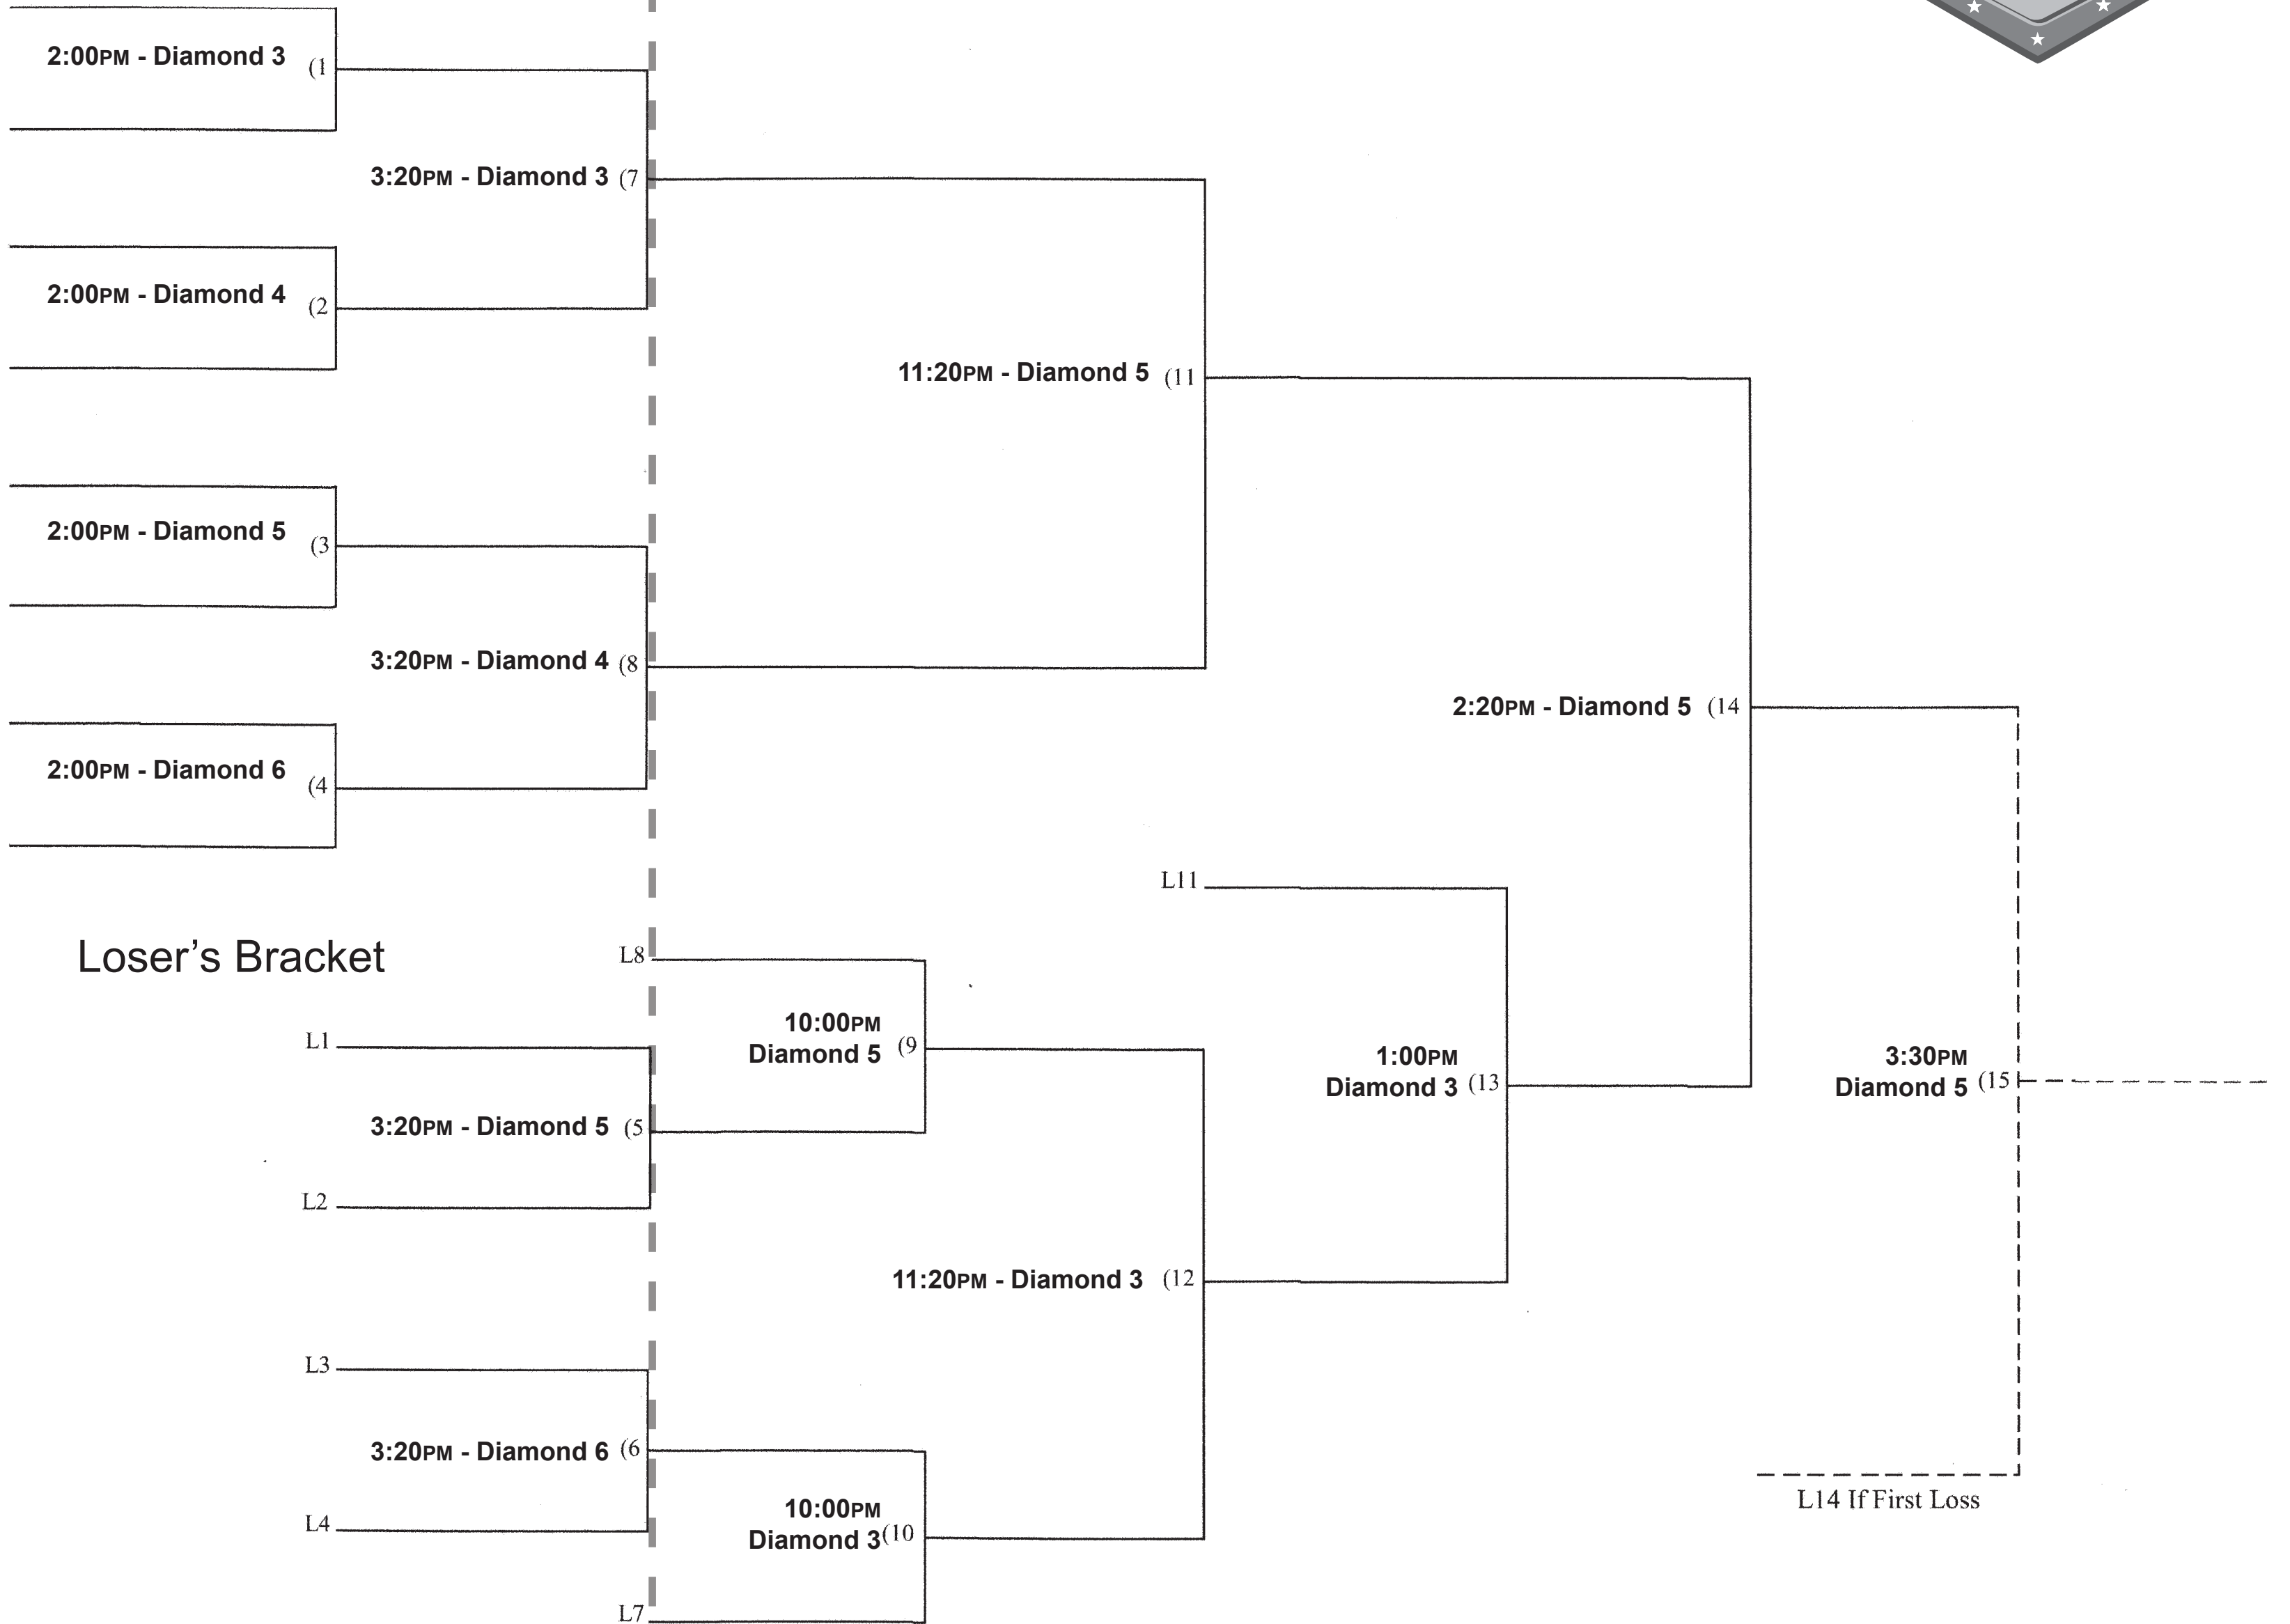 2:00PM - Diamond 3 (1
3:20PM - Diamond 3 (7
2:00PM - Diamond 4 (2
11:20PM - Diamond 5 (11
2:00PM - Diamond 5 (3
3:20PM - Diamond 4 (8
2:20PM - Diamond 5 (14
2:00PM - Diamond 6 (4
L11
Loser’s Bracket
L8
10:00PM
Diamond 5 (9
L1
1:00PM
Diamond 3 (13
3:30PM
Diamond 5 (15
3:20PM - Diamond 5 (5
L2
11:20PM - Diamond 3 (12
L3
3:20PM - Diamond 6 (6
L14 If First Loss
L4
10:00PM
Diamond 3 (10
L7